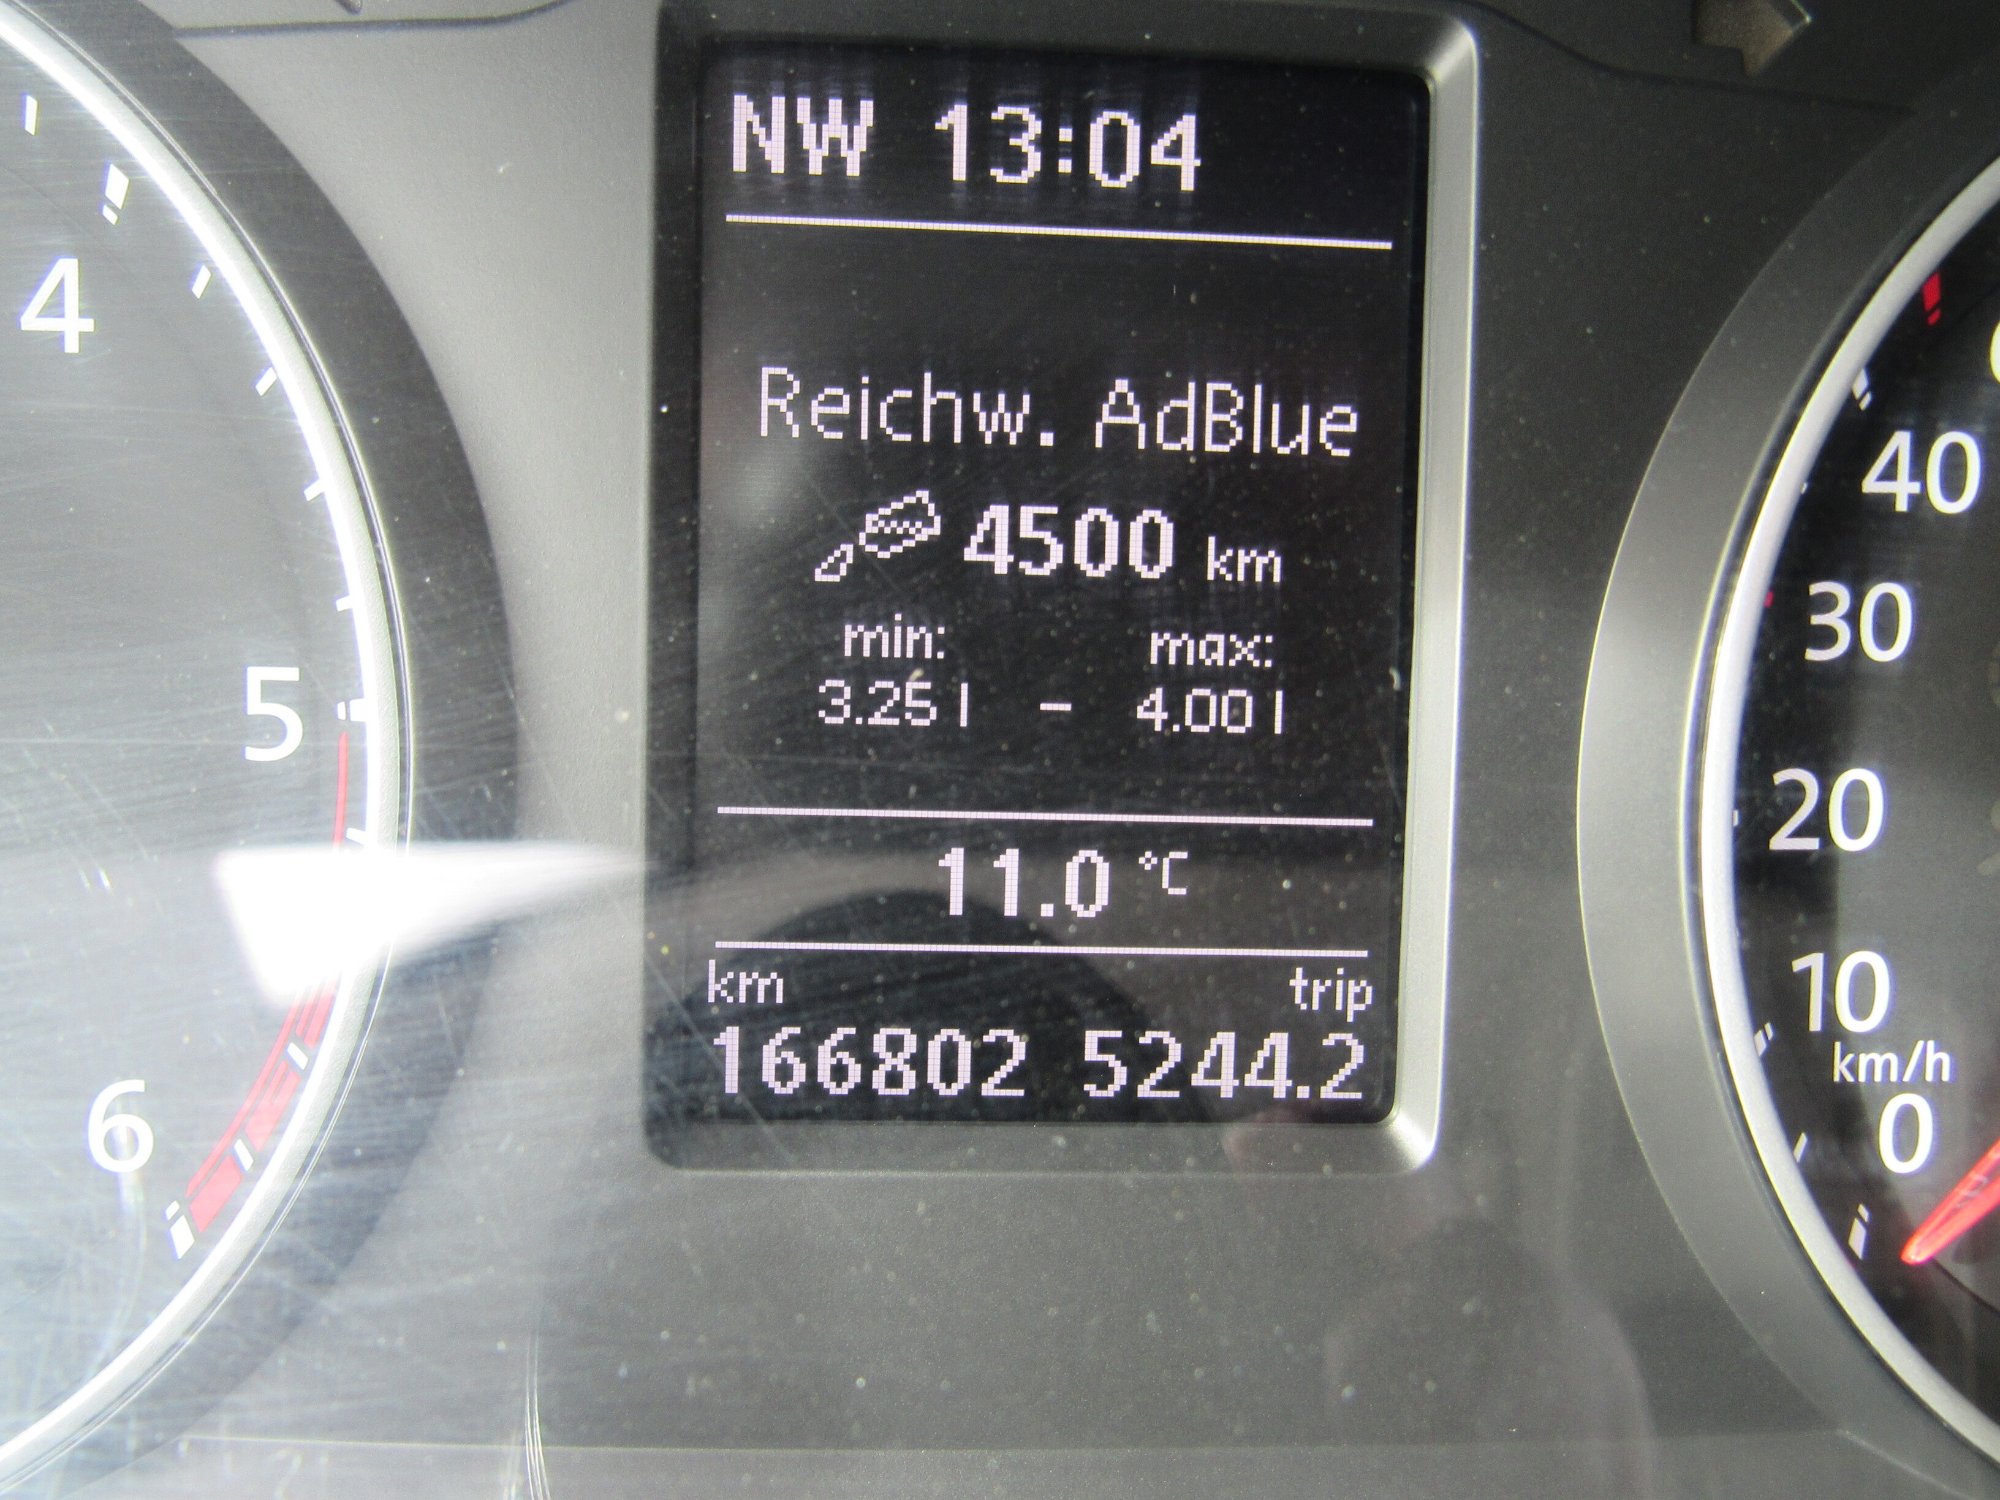 NW 13:04
Reichw. AdBlue
4500 km
min: max:
3.25 l - 4.00 l
11.0 °C
km trip
166802 5244.2
4
5
6
40
30
20
10
km/h
0